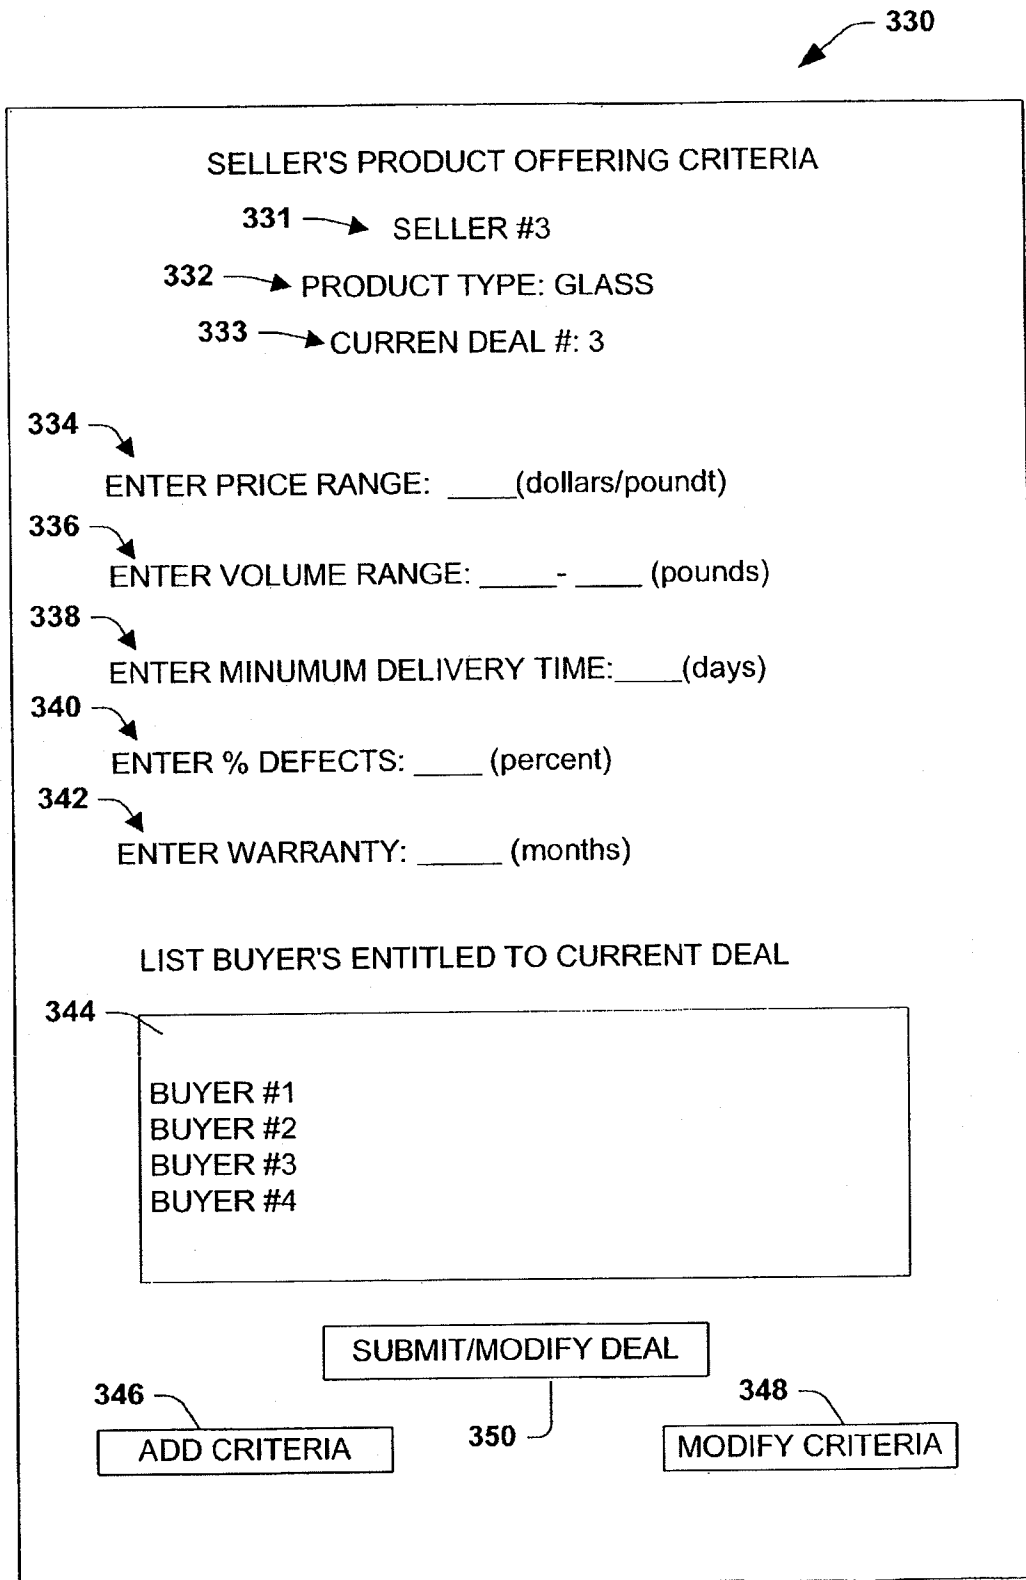 330
SELLER'S PRODUCT OFFERING CRITERIA
331 SELLER #3
332 PRODUCT TYPE: GLASS
333 CURREN DEAL #: 3
334
ENTER PRICE RANGE: ____(dollars/poundt)
336
ENTER VOLUME RANGE: ____- ____ (pounds)
338
ENTER MINUMUM DELIVERY TIME:____(days)
340
ENTER % DEFECTS: ____ (percent)
342
ENTER WARRANTY: _____ (months)
LIST BUYER'S ENTITLED TO CURRENT DEAL
344
BUYER #1
BUYER #2
BUYER #3
BUYER #4
SUBMIT/MODIFY DEAL
346 350 348
ADD CRITERIA MODIFY CRITERIA